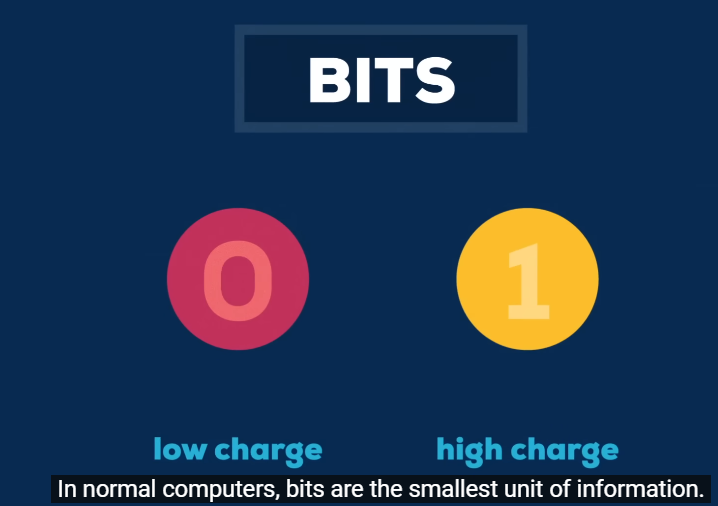 BITS
0 1
low charge high charge
In normal computers, bits are the smallest unit of information.